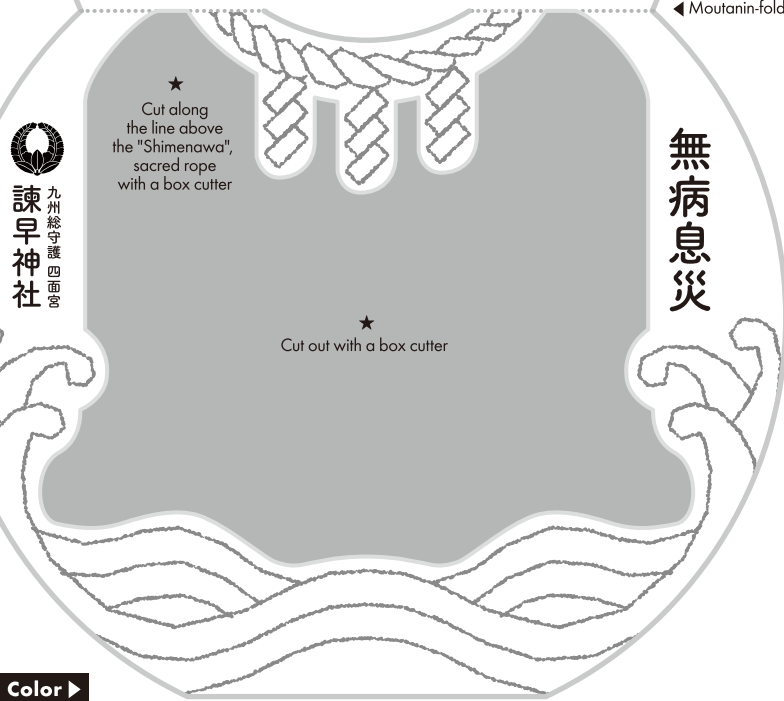 ◀ Moutanin-fold
★
Cut along
the line above
the "Shimenawa",
sacred rope
with a box cutter
九州総守護 四面宮
諫早神社
無病息災
★
Cut out with a box cutter
Color ▶